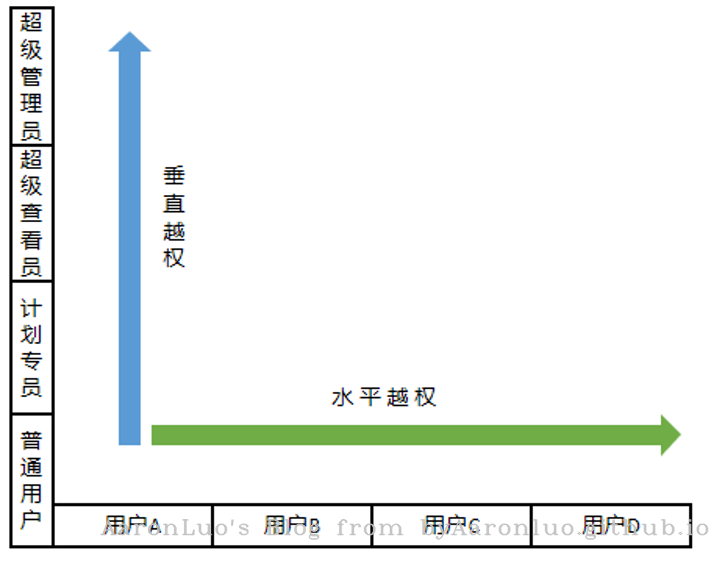 超级管理员
超级查看员
计划专员
普通用户
垂直越权
水平越权
用户A
用户B
用户C
用户D
AaronLuo's Blog from byAaronluo.github.io